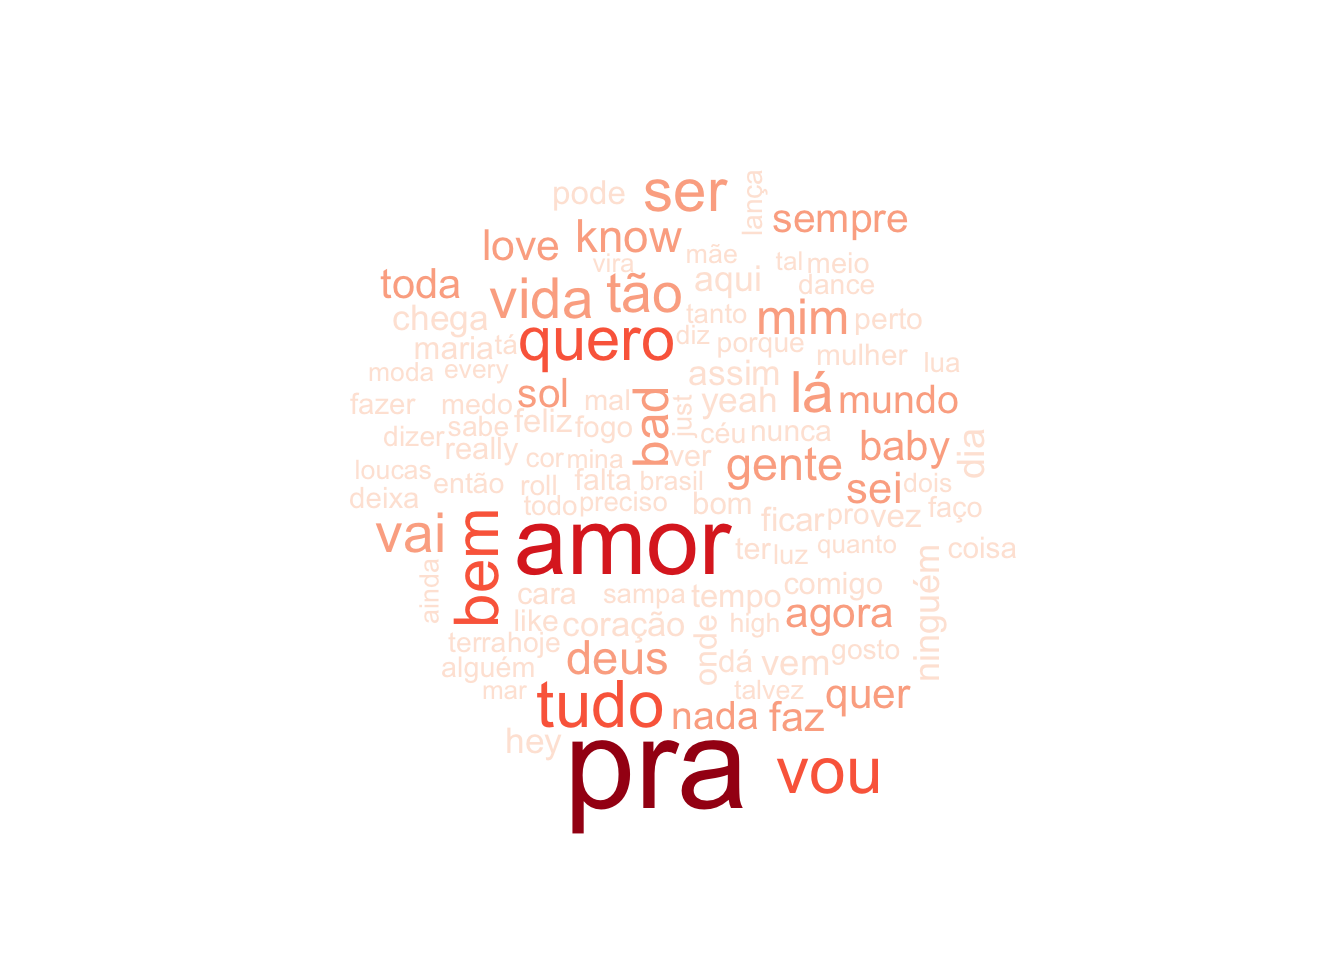 pode
ser
lança
sempre
love
know
vira
mãe
tal
meio
toda
vida
tão
aqui
dance
chega
tanto
mim
perto
maria
tá
quero
diz
porque
mulher
lua
moda
every
assim
sol
mal
bad
just
yeah
lá
mundo
fazer
medo
sabe
feliz
fogo
céu
nunca
baby
dia
dizer
really
cor
mina
ver
gente
loucas
então
roll
falta
brasil
sei
dois
deixa
todo
preciso
bom
ficar
pro
vez
faço
vai
bem
amor
ter
luz
quanto
coisa
ainda
cara
sampa
tempo
comigo
ninguém
like
coração
onde
high
agora
terra
hoje
alguém
deus
dá
vem
gosto
mar
tudo
talvez
quer
nada
faz
hey
pra
vou